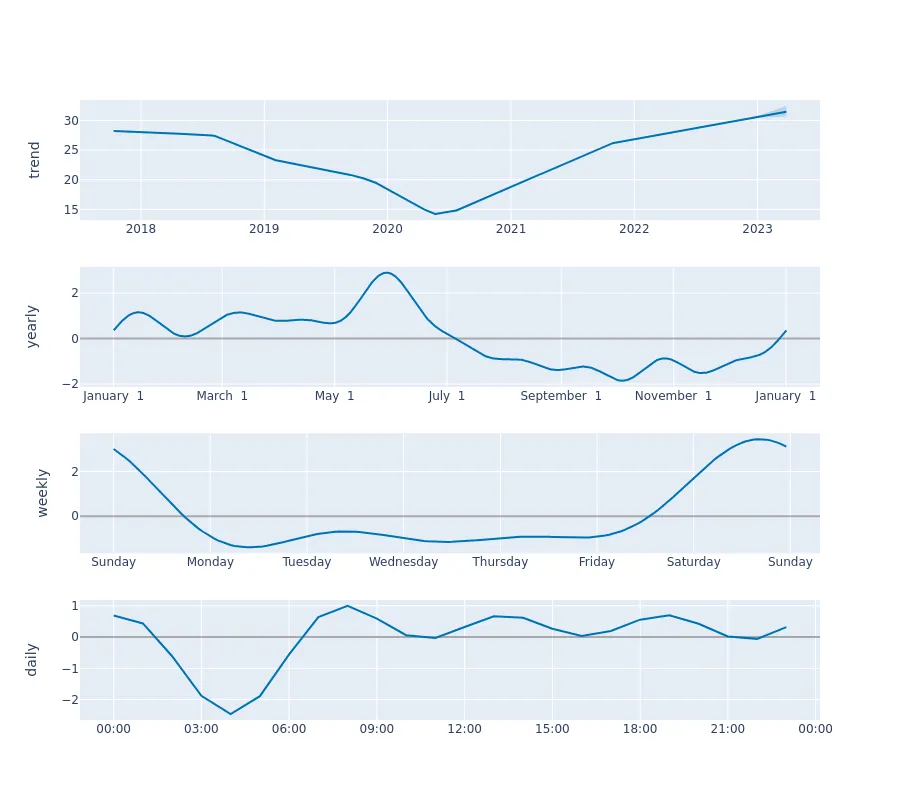 trend
30
25
20
15
2018 2019 2020 2021 2022 2023
yearly
2
0
−2
January 1 March 1 May 1 July 1 September 1 November 1 January 1
weekly
2
0
Sunday Monday Tuesday Wednesday Thursday Friday Saturday Sunday
daily
1
0
−1
−2
00:00 03:00 06:00 09:00 12:00 15:00 18:00 21:00 00:00